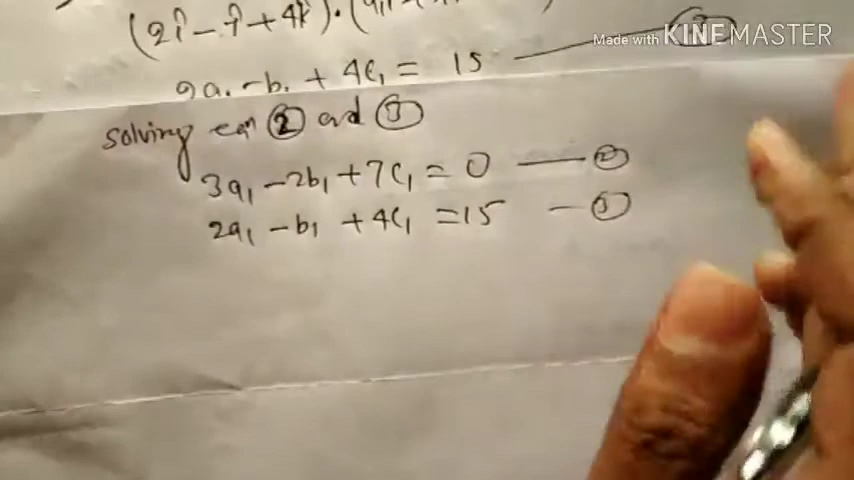 (2î - ĵ + 4k̂) · (
Made with KINEMASTER
2a₁ - b₁ + 4c₁ = 15 —— ③
solving eqn ② and ③
3a₁ - 2b₁ + 7c₁ = 0 —— ②
2a₁ - b₁ + 4c₁ = 15 — ③